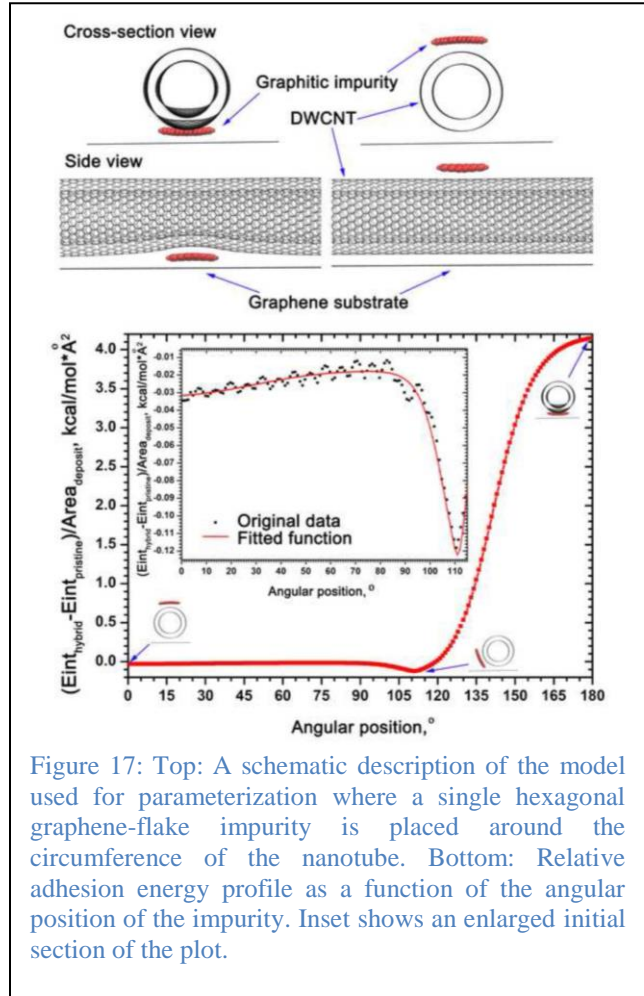 Cross-section view
Graphitic impurity
DWCNT
Side view
Graphene substrate
(Eint_hybrid-Eint_pristine)/Area_deposit, kcal/mol*Å²
4.0
3.5
3.0
2.5
2.0
1.5
1.0
0.5
0.0
(Eint_hybrid-Eint_pristine)/Area_deposit, kcal/mol*Å²
-0.01
-0.02
-0.03
-0.04
-0.05
-0.06
-0.07
-0.08
-0.09
-0.10
-0.11
-0.12
Original data
Fitted function
0 10 20 30 40 50 60 70 80 90 100 110
Angular position, °
0 15 30 45 60 75 90 105 120 135 150 165 180
Angular position,°
Figure 17: Top: A schematic description of the model
used for parameterization where a single hexagonal
graphene-flake impurity is placed around the
circumference of the nanotube. Bottom: Relative
adhesion energy profile as a function of the angular
position of the impurity. Inset shows an enlarged initial
section of the plot.